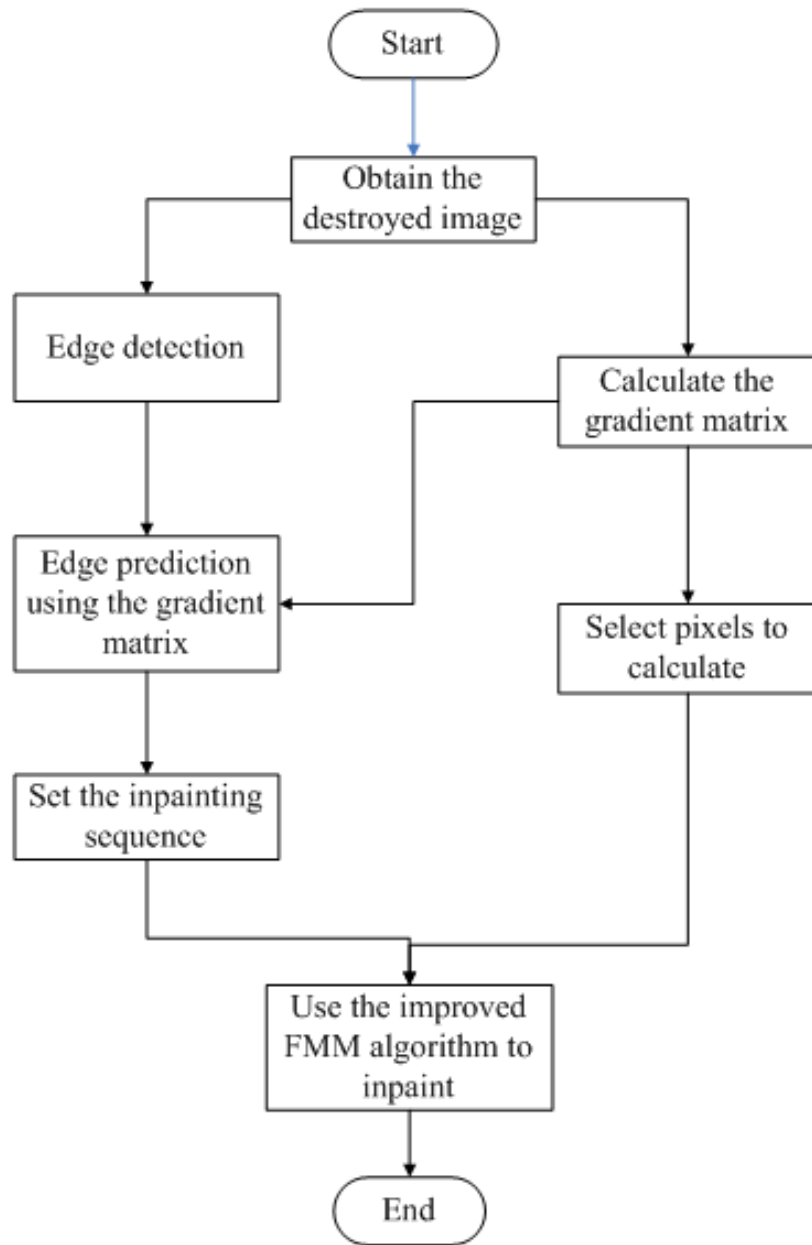 Start
Obtain the
destroyed image
Edge detection
Calculate the
gradient matrix
Edge prediction
using the gradient
matrix
Select pixels to
calculate
Set the inpainting
sequence
Use the improved
FMM algorithm to
inpaint
End